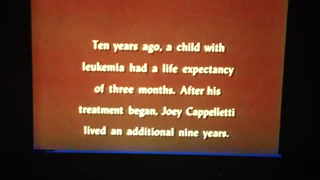 Ten years ago, a child with
leukemia had a life expectancy
of three months. After his
treatment began, Joey Cappelletti
lived an additional nine years.